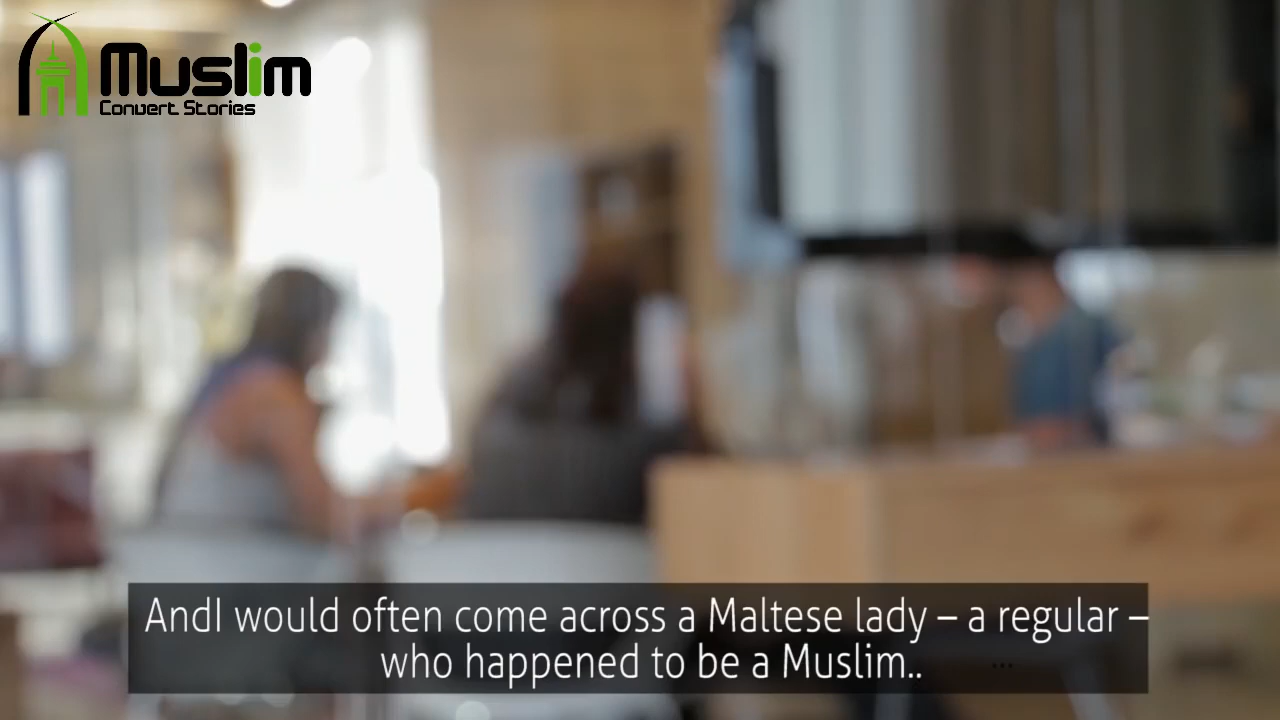 Muslim
Convert Stories
AndI would often come across a Maltese lady – a regular –
who happened to be a Muslim..
...